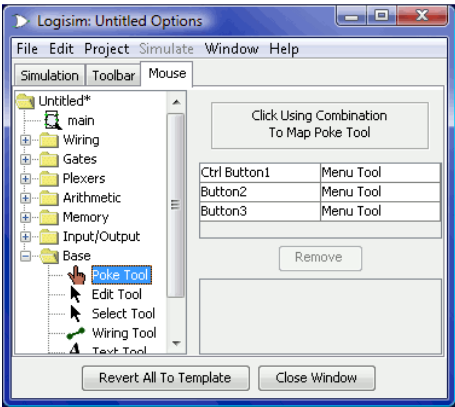 Logisim: Untitled Options
File Edit Project Simulate Window Help
Simulation Toolbar Mouse
Untitled*
main
Wiring
Gates
Plexers
Arithmetic
Memory
Input/Output
Base
Poke Tool
Edit Tool
Select Tool
Wiring Tool
Text Tool
Click Using Combination
To Map Poke Tool
Ctrl Button1 Menu Tool
Button2 Menu Tool
Button3 Menu Tool
Remove
Revert All To Template Close Window